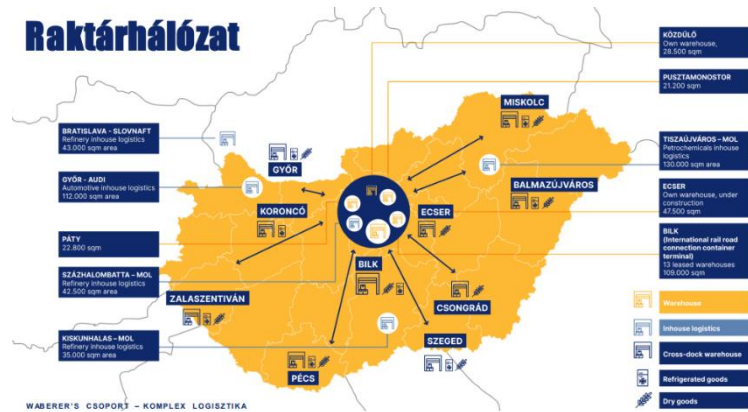 Raktárhálózat
BRATISLAVA - SLOVNAFT
Refinery inhouse logistics
43.000 sqm area
GYŐR - AUDI
Automotive inhouse logistics
112.000 sqm area
PÁTY
22.800 sqm
SZÁZHALOMBATTA – MOL
Refinery inhouse logistics
42.500 sqm area
KISKUNHALAS – MOL
Refinery inhouse logistics
35.000 sqm area
GYŐR
KORONCÓ
ZALASZENTIVÁN
PÉCS
BILK
ECSER
MISKOLC
BALMAZÚJVÁROS
CSONGRÁD
SZEGED
KÖZDŰLŐ
Own warehouse,
28.500 sqm
PUSZTAMONOSTOR
21.200 sqm
TISZAÚJVÁROS – MOL
Petrochemicals inhouse
logistics
130.000 sqm area
ECSER
Own warehouse, under
construction
47.500 sqm
BILK
(International rail road
connection container
terminal)
13 leased warehouses
109.000 sqm
Warehouse
Inhouse logistics
Cross-dock warehouse
Refrigerated goods
Dry goods
WABERER'S CSOPORT – KOMPLEX LOGISZTIKA